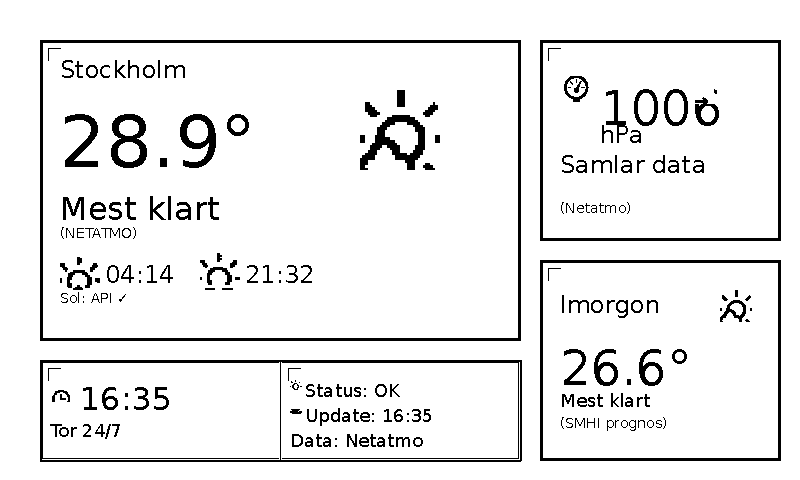 Stockholm
28.9°
Mest klart
(NETATMO)
04:14 21:32
Sol: API ✓
hPa
Samlar data
(Netatmo)
Imorgon
26.6°
Mest klart
(SMHI prognos)
16:35
Tor 24/7
Status: OK
Update: 16:35
Data: Netatmo